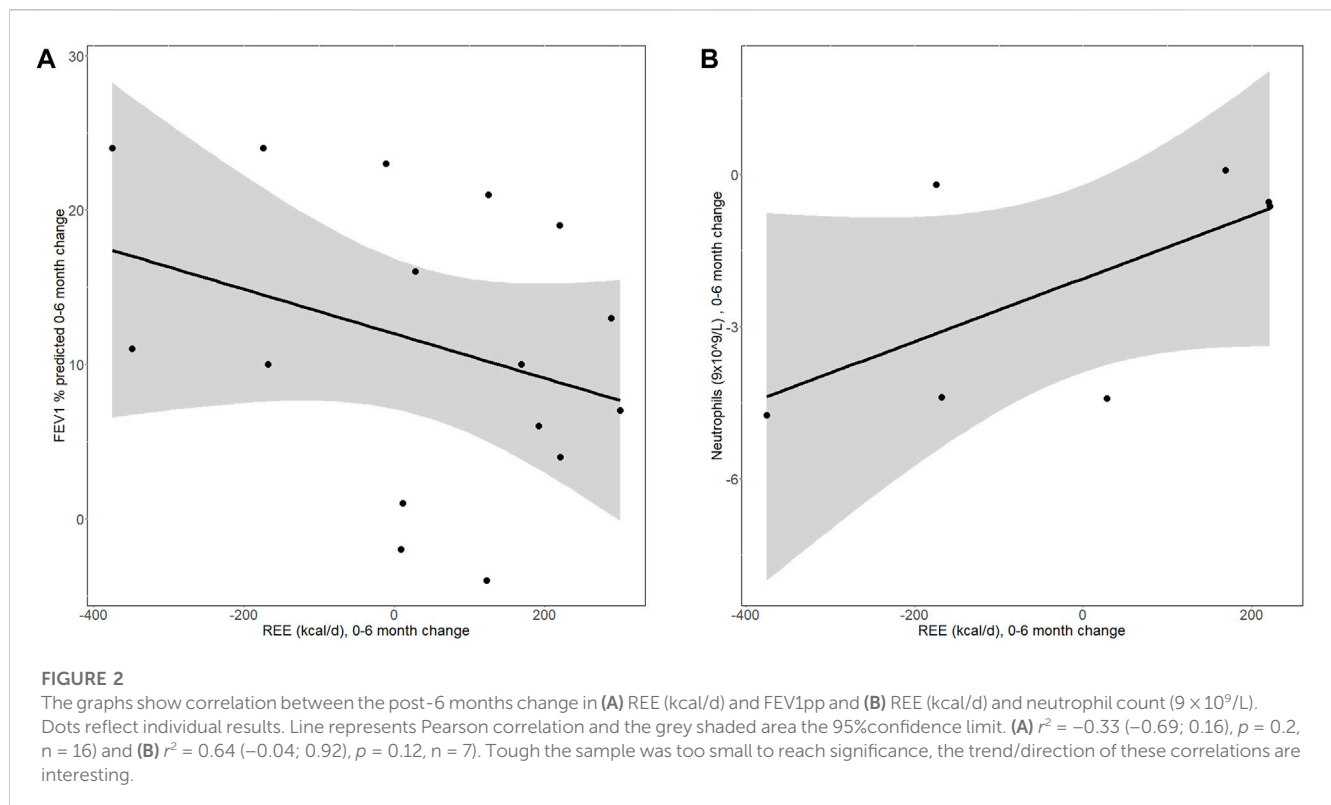 A
B
FEV1 % predicted 0-6 month change
30
20
10
0
-400
-200
0
200
REE (kcal/d), 0-6 month change
Neutrophils (9x10^9/L) , 0-6 month change
0
-3
-6
-400
-200
0
200
REE (kcal/d), 0-6 month change
FIGURE 2
The graphs show correlation between the post-6 months change in (A) REE (kcal/d) and FEV1pp and (B) REE (kcal/d) and neutrophil count (9 × 10⁹/L).
Dots reflect individual results. Line represents Pearson correlation and the grey shaded area the 95%confidence limit. (A) r² = −0.33 (−0.69; 0.16), p = 0.2,
n = 16) and (B) r² = 0.64 (−0.04; 0.92), p = 0.12, n = 7). Tough the sample was too small to reach significance, the trend/direction of these correlations are
interesting.